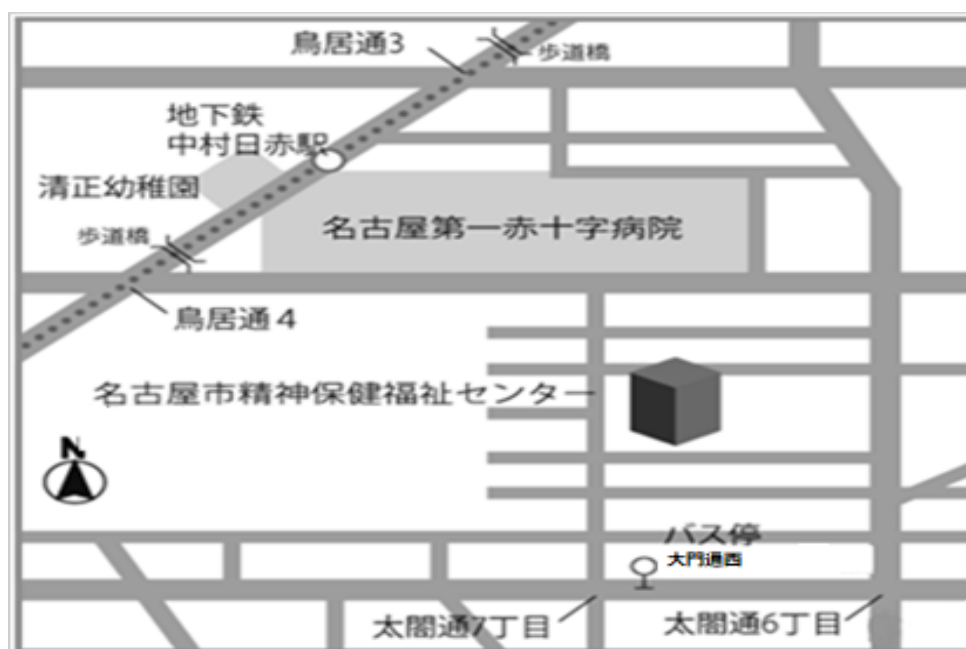 鳥居通3
歩道橋
地下鉄
中村日赤駅
清正幼稚園
名古屋第一赤十字病院
歩道橋
鳥居通4
名古屋市精神保健福祉センター
N
バス停
大門通西
太閤通7丁目
太閤通6丁目